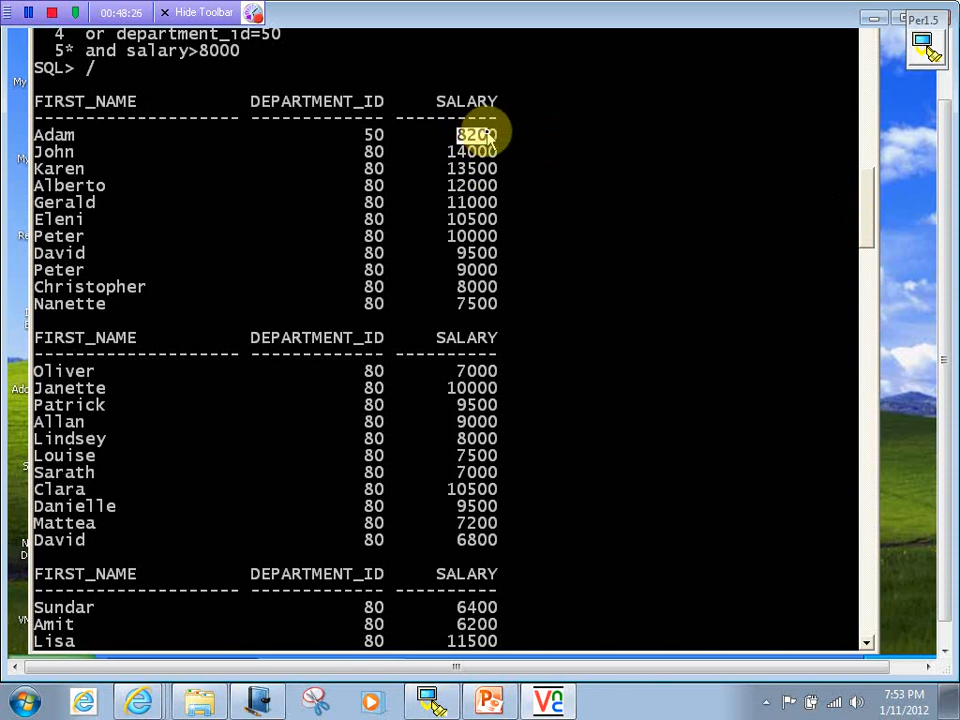 00:48:26
Hide Toolbar
Per1.5
4 or department_id=50
5* and salary>8000
SQL> /
FIRST_NAME DEPARTMENT_ID SALARY
-------------------- ------------- ----------
Adam 50 8200
John 80 14000
Karen 80 13500
Alberto 80 12000
Gerald 80 11000
Eleni 80 10500
Peter 80 10000
David 80 9500
Peter 80 9000
Christopher 80 8000
Nanette 80 7500
FIRST_NAME DEPARTMENT_ID SALARY
-------------------- ------------- ----------
Oliver 80 7000
Janette 80 10000
Patrick 80 9500
Allan 80 9000
Lindsey 80 8000
Louise 80 7500
Sarath 80 7000
Clara 80 10500
Danielle 80 9500
Mattea 80 7200
David 80 6800
FIRST_NAME DEPARTMENT_ID SALARY
-------------------- ------------- ----------
Sundar 80 6400
Amit 80 6200
Lisa 80 11500
7:53 PM
1/11/2012